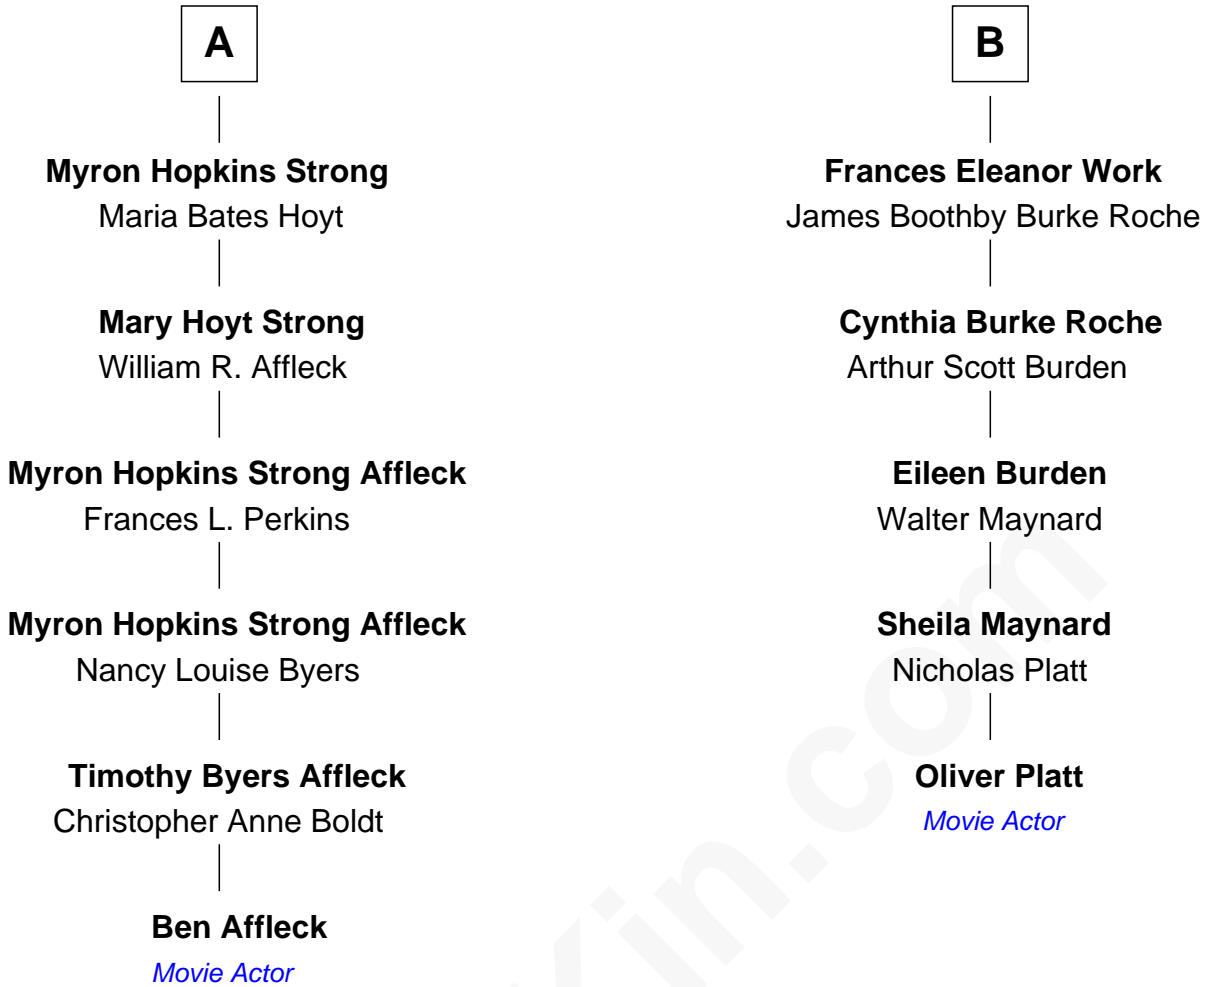 A
Myron Hopkins Strong
Maria Bates Hoyt
Mary Hoyt Strong
William R. Affleck
Myron Hopkins Strong Affleck
Frances L. Perkins
Myron Hopkins Strong Affleck
Nancy Louise Byers
Timothy Byers Affleck
Christopher Anne Boldt
Ben Affleck
Movie Actor
B
Frances Eleanor Work
James Boothby Burke Roche
Cynthia Burke Roche
Arthur Scott Burden
Eileen Burden
Walter Maynard
Sheila Maynard
Nicholas Platt
Oliver Platt
Movie Actor
Kin.com